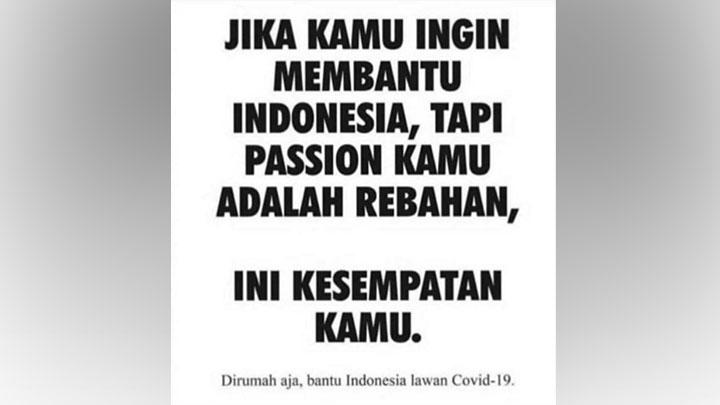 JIKA KAMU INGIN
MEMBANTU
INDONESIA, TAPI
PASSION KAMU
ADALAH REBAHAN,
INI KESEMPATAN
KAMU.
Dirumah aja, bantu Indonesia lawan Covid-19.